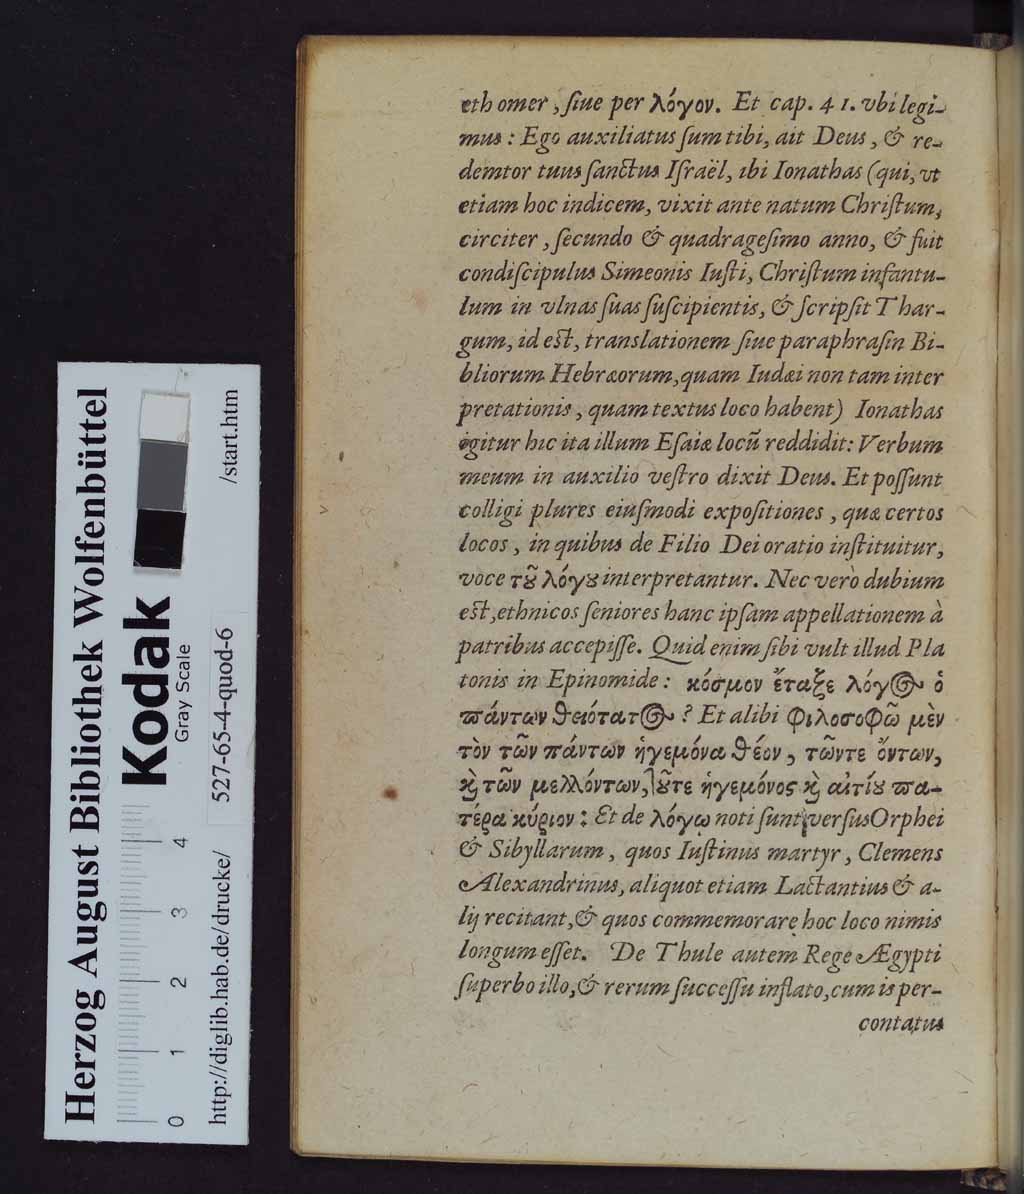 eth omer, ſiue per λόγον. Et cap. 41. vbi legi-
mus: Ego auxiliatus ſum tibi, ait Deus, & re-
demtor tuus ſanctus Iſraël, ibi Ionathas (qui, vt
etiam hoc indicem, vixit ante natum Chriſtum,
circiter, ſecundo & quadrageſimo anno, & fuit
condiſcipulus Simeonis Iuſti, Chriſtum infantu-
lum in vlnas ſuas ſuſcipientis, & ſcripſit Thar-
gum, id eſt, translationem ſiue paraphraſin Bi-
bliorum Hebræorum, quam Iudæi non tam inter
pretationis, quam textus loco habent) Ionathas
igitur hic ita illum Eſaiæ locũ reddidit: Verbum
meum in auxilio veſtro dixit Deus. Et poſſunt
colligi plures eiuſmodi expoſitiones, quæ certos
locos, in quibus de Filio Dei oratio inſtituitur,
voce τȣ͂ λόγȣ interpretantur. Nec verò dubium
eſt, ethnicos ſeniores hanc ipſam appellationem à
patribus accepiſſe. Quid enim ſibi vult illud Pla
tonis in Epinomide: κόσμον ἔταξε λόγ⊙ ὁ
πάντων θειότατ⊙? Et alibi φιλοσοφῶ μὲν
τὸν τῶν πάντων ἡγεμόνα θέον, τῶντε ὄντων,
ϗ τῶν μελλόντων, ȣ͂τε ἡγεμόνος ϗ αἰτίȣ πα-
τέρα κύριον: Et de λόγῳ noti ſunt verſus Orphei
& Sibyllarum, quos Iuſtinus martyr, Clemens
Alexandrinus, aliquot etiam Lactantius & a-
lij recitant, & quos commemorare hoc loco nimis
longum eſſet. De Thule autem Rege Ægypti
ſuperbo illo, & rerum ſucceſſu inflato, cum is per-
contatus
Herzog August Bibliothek Wolfenbüttel
Kodak
Gray Scale
0 1 2 3 4
http://diglib.hab.de/drucke/ 527-65-4-quod-6 /start.htm